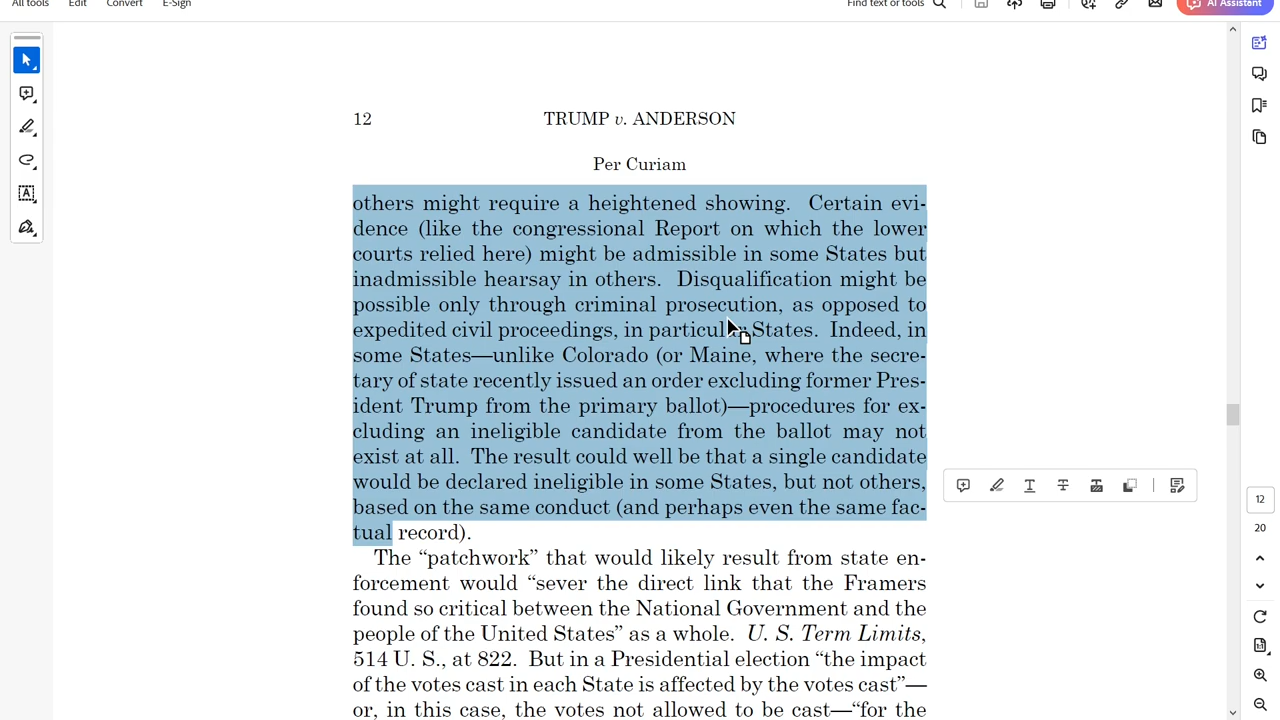 All tools Edit Convert E-Sign Find text or tools AI Assistant
12 TRUMP v. ANDERSON
Per Curiam
others might require a heightened showing. Certain evi-
dence (like the congressional Report on which the lower
courts relied here) might be admissible in some States but
inadmissible hearsay in others. Disqualification might be
possible only through criminal prosecution, as opposed to
expedited civil proceedings, in particular States. Indeed, in
some States—unlike Colorado (or Maine, where the secre-
tary of state recently issued an order excluding former Pres-
ident Trump from the primary ballot)—procedures for ex-
cluding an ineligible candidate from the ballot may not
exist at all. The result could well be that a single candidate
would be declared ineligible in some States, but not others,
based on the same conduct (and perhaps even the same fac-
tual record).
The “patchwork” that would likely result from state en-
forcement would “sever the direct link that the Framers
found so critical between the National Government and the
people of the United States” as a whole. U. S. Term Limits,
514 U. S., at 822. But in a Presidential election “the impact
of the votes cast in each State is affected by the votes cast”—
or, in this case, the votes not allowed to be cast—“for the
12
20